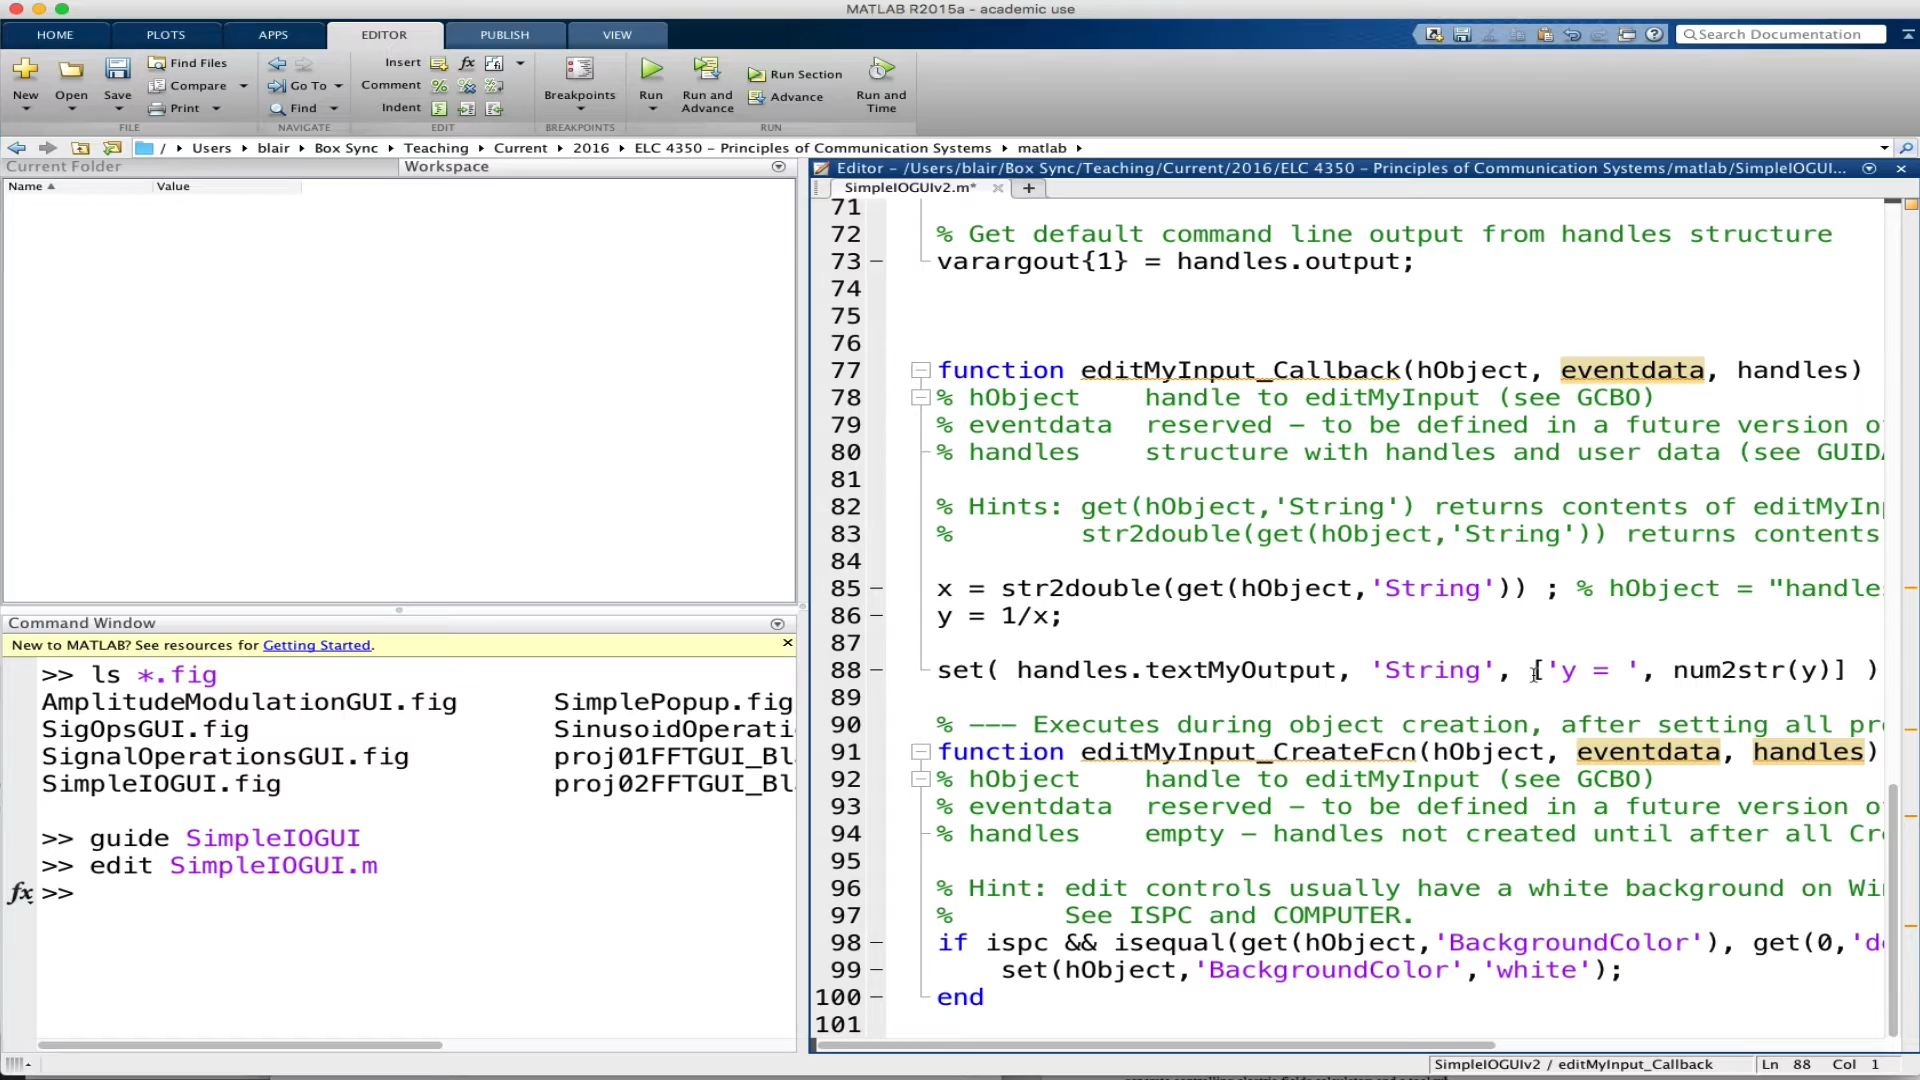 MATLAB R2015a - academic use
HOME PLOTS APPS EDITOR PUBLISH VIEW Search Documentation
New Open Save Find Files Compare Print Go To Find Insert Comment Indent fx Breakpoints Run Run and Advance Run Section Advance Run and Time
FILE NAVIGATE EDIT BREAKPOINTS RUN
/ Users blair Box Sync Teaching Current 2016 ELC 4350 - Principles of Communication Systems matlab
Current Folder Workspace
Name Value
Command Window
New to MATLAB? See resources for Getting Started.
>> ls *.fig
AmplitudeModulationGUI.fig SimplePopup.fig
SigOpsGUI.fig SinusoidOperati
SignalOperationsGUI.fig proj01FFTGUI_Bl
SimpleIOGUI.fig proj02FFTGUI_Bl
>> guide SimpleIOGUI
>> edit SimpleIOGUI.m
fx >>
Editor - /Users/blair/Box Sync/Teaching/Current/2016/ELC 4350 - Principles of Communication Systems/matlab/SimpleIOGUI...
SimpleIOGUIv2.m*
71
72 % Get default command line output from handles structure
73 varargout{1} = handles.output;
74
75
76
77 function editMyInput_Callback(hObject, eventdata, handles)
78 % hObject handle to editMyInput (see GCBO)
79 % eventdata reserved - to be defined in a future version o
80 % handles structure with handles and user data (see GUID
81
82 % Hints: get(hObject,'String') returns contents of editMyIn
83 % str2double(get(hObject,'String')) returns contents
84
85 x = str2double(get(hObject,'String')) ; % hObject = "handle
86 y = 1/x;
87
88 set( handles.textMyOutput, 'String', ['y = ', num2str(y)] )
89
90 % --- Executes during object creation, after setting all pr
91 function editMyInput_CreateFcn(hObject, eventdata, handles)
92 % hObject handle to editMyInput (see GCBO)
93 % eventdata reserved - to be defined in a future version o
94 % handles empty - handles not created until after all Cr
95
96 % Hint: edit controls usually have a white background on Wi
97 % See ISPC and COMPUTER.
98 if ispc && isequal(get(hObject,'BackgroundColor'), get(0,'d
99 set(hObject,'BackgroundColor','white');
100 end
101
SimpleIOGUIv2 / editMyInput_Callback Ln 88 Col 1